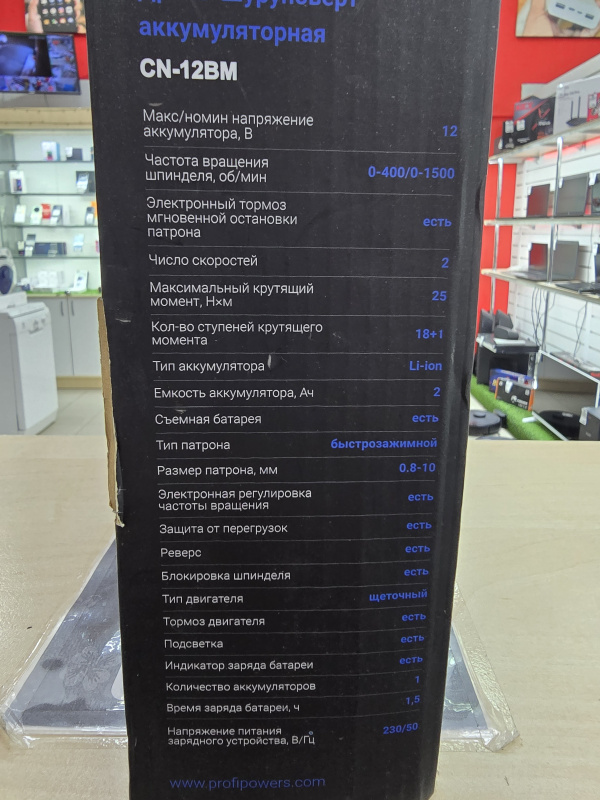 шуруповерт
аккумуляторная
CN-12BM
Макс/номин напряжение
аккумулятора, В 12
Частота вращения
шпинделя, об/мин 0-400/0-1500
Электронный тормоз
мгновенной остановки
патрона есть
Число скоростей 2
Максимальный крутящий
момент, Н×м 25
Кол-во ступеней крутящего
момента 18+1
Тип аккумулятора Li-ion
Емкость аккумулятора, Ач 2
Съемная батарея есть
Тип патрона быстрозажимной
Размер патрона, мм 0.8-10
Электронная регулировка
частоты вращения есть
Защита от перегрузок есть
Реверс есть
Блокировка шпинделя есть
Тип двигателя щеточный
Тормоз двигателя есть
Подсветка есть
Индикатор заряда батареи есть
Количество аккумуляторов 1
Время заряда батареи, ч 1,5
Напряжение питания
зарядного устройства, В/Гц 230/50
www.profipowers.com